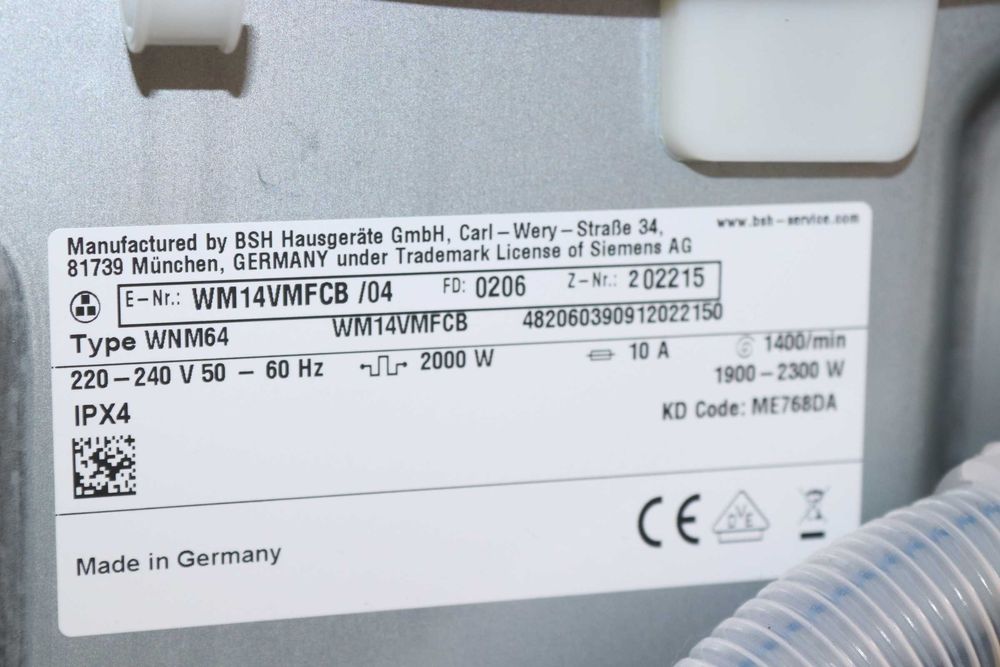 Manufactured by BSH Hausgeräte GmbH, Carl-Wery-Straße 34,
81739 München, GERMANY under Trademark License of Siemens AG
www.bsh-service.com
E-Nr.: WM14VMFCB /04 FD: 0206 Z-Nr.: 202215
Type WNM64 WM14VMFCB 482060390912022150
220-240 V 50 - 60 Hz 2000 W 10 A 1400/min
1900-2300 W
IPX4 KD Code: ME768DA
CE DVE
Made in Germany